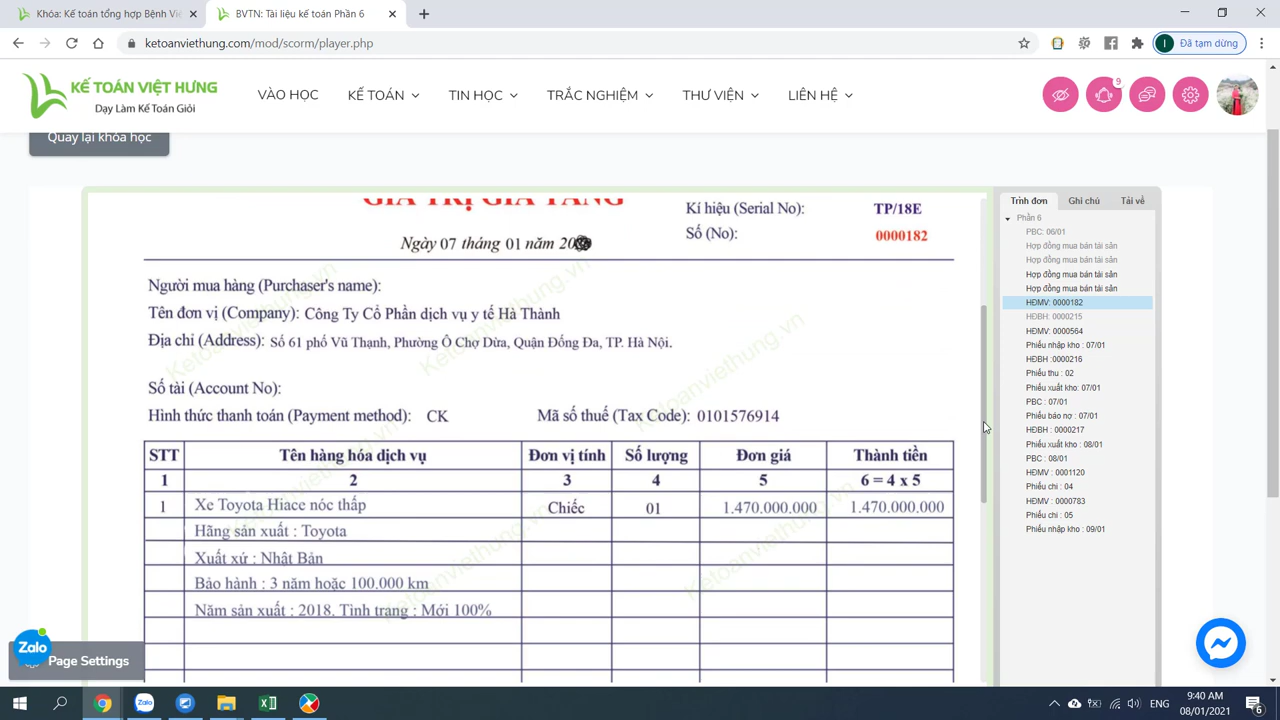 Khóa: Kế toán tổng hợp Bệnh Viê
BVTN: Tài liệu kế toán Phần 6
ketoanviethung.com/mod/scorm/player.php
Đã tạm dừng
KẾ TOÁN VIỆT HƯNG
Dạy Làm Kế Toán Giỏi
VÀO HỌC
KẾ TOÁN
TIN HỌC
TRẮC NGHIỆM
THƯ VIỆN
LIÊN HỆ
9
Quay lại khóa học
GIÁ TRỊ GIA TĂNG
Ngày 07 tháng 01 năm
Kí hiệu (Serial No): TP/18E
Số (No): 0000182
Người mua hàng (Purchaser's name):
Tên đơn vị (Company): Công Ty Cổ Phần dịch vụ y tế Hà Thành
Địa chỉ (Address): Số 61 phố Vũ Thạnh, Phường Ô Chợ Dừa, Quận Đống Đa, TP. Hà Nội.
Số tài (Account No):
Hình thức thanh toán (Payment method): CK Mã số thuế (Tax Code): 0101576914
STT Tên hàng hóa dịch vụ Đơn vị tính Số lượng Đơn giá Thành tiền
1 2 3 4 5 6 = 4 x 5
1 Xe Toyota Hiace nóc thấp Chiếc 01 1.470.000.000 1.470.000.000
Hãng sản xuất : Toyota
Xuất xứ : Nhật Bản
Bảo hành : 3 năm hoặc 100.000 km
Năm sản xuất : 2018. Tình trạng : Mới 100%
Ketoanviethung.vn
Ketoanviethung.vn
Ketoanviethung.vn
Trình đơn
Ghi chú
Tải về
Phần 6
PBC: 06/01
Hợp đồng mua bán tài sản
Hợp đồng mua bán tài sản
Hợp đồng mua bán tài sản
Hợp đồng mua bán tài sản
HĐMV: 0000182
HĐBH: 0000215
HĐMV: 0000564
Phiếu nhập kho : 07/01
HĐBH :0000216
Phiếu thu : 02
Phiếu xuất kho: 07/01
PBC : 07/01
Phiếu báo nợ : 07/01
HĐBH : 0000217
Phiếu xuất kho : 08/01
PBC : 08/01
HĐMV : 0001120
Phiếu chi : 04
HĐMV : 0000783
Phiếu chi : 05
Phiếu nhập kho : 09/01
Zalo
Page Settings
Zalo
ENG
9:40 AM
08/01/2021
6